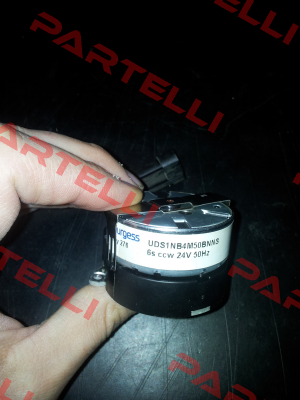 PARTELLI
urgess
UDS1NB4M50BNNS
6s ccw 24V 50Hz
PARTELLI
PARTELLI
PARTELLI